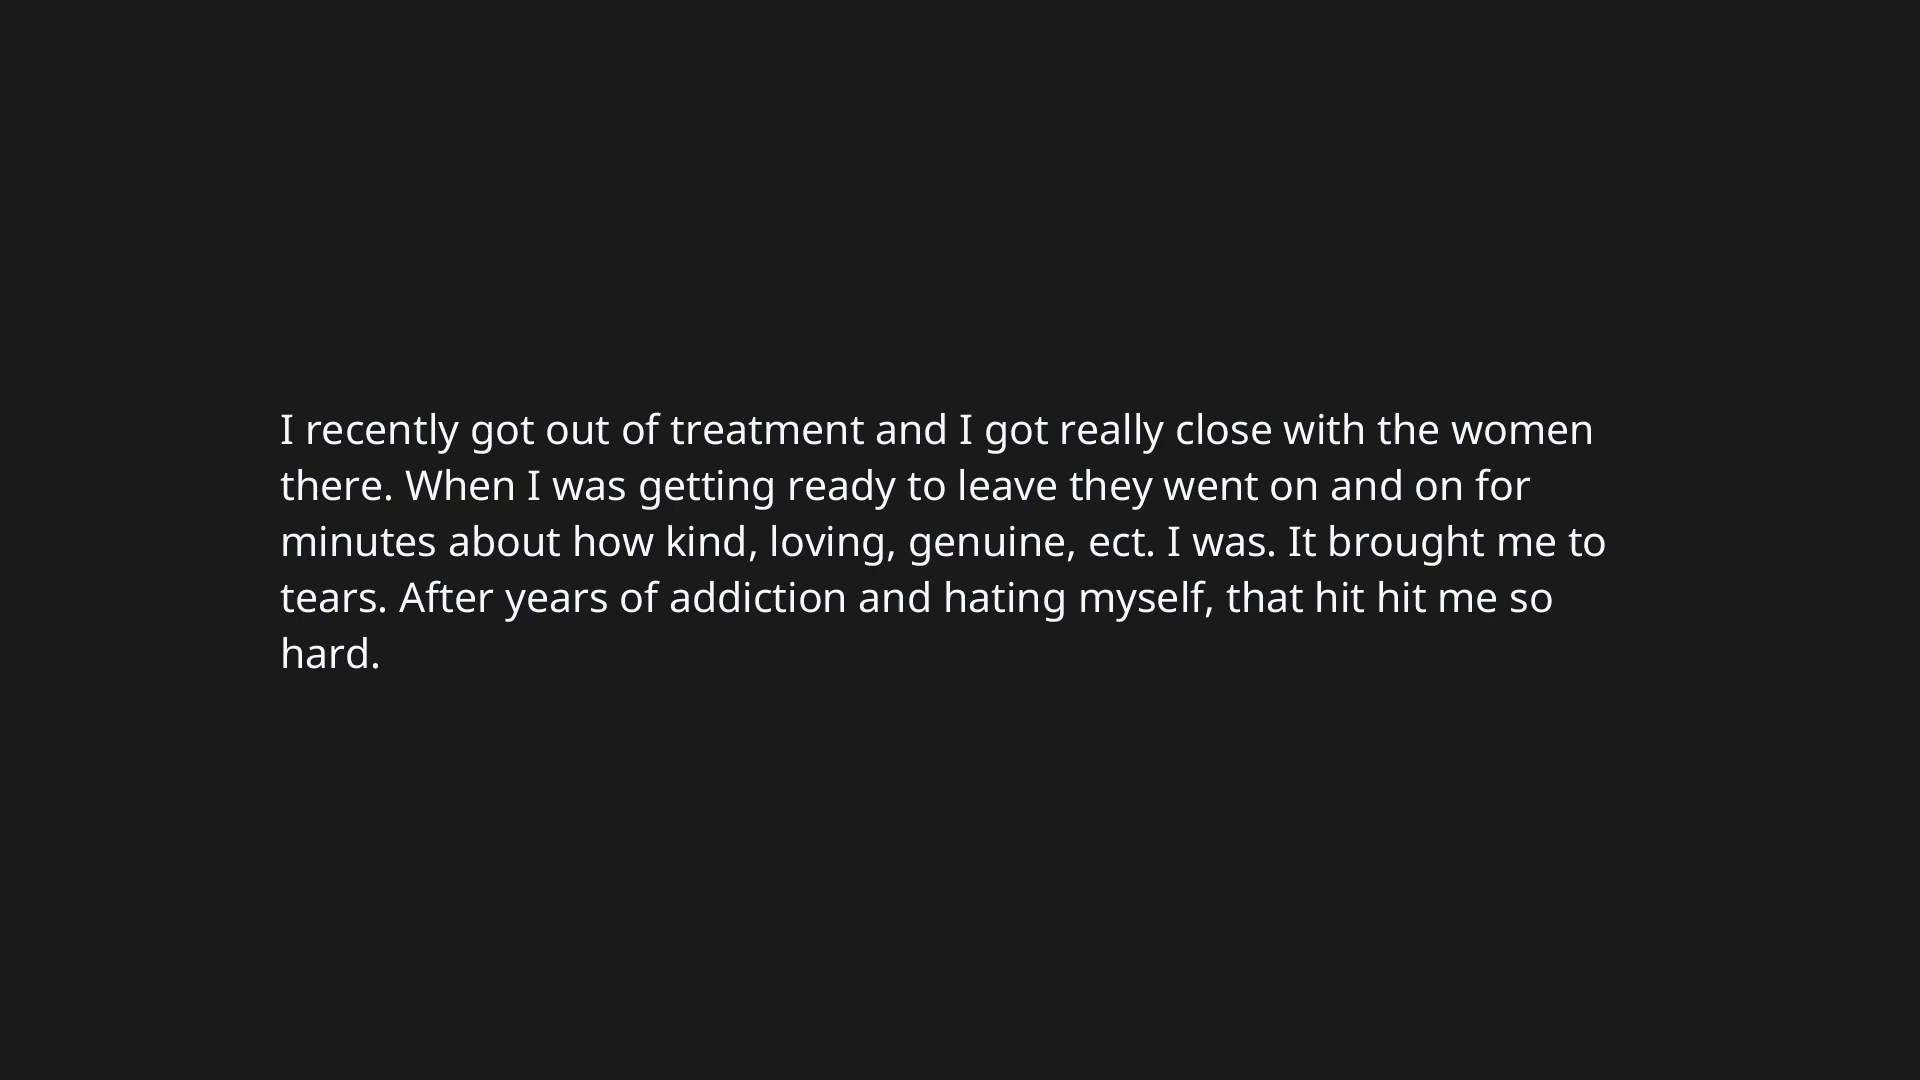 I recently got out of treatment and I got really close with the women
there. When I was getting ready to leave they went on and on for
minutes about how kind, loving, genuine, ect. I was. It brought me to
tears. After years of addiction and hating myself, that hit hit me so
hard.